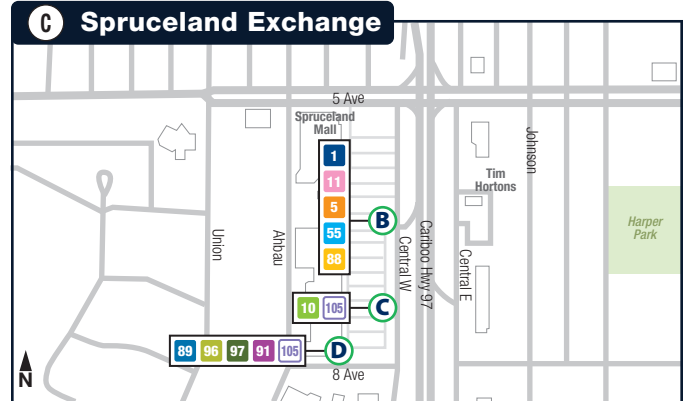 C Spruceland Exchange
5 Ave
Spruceland
Mall
1
11
5
55
88
B
Tim
Hortons
Johnson
Harper
Park
Union
Ahbau
Central W
Cariboo Hwy 97
Central E
10 105 C
89 96 97 91 105 D
8 Ave
N